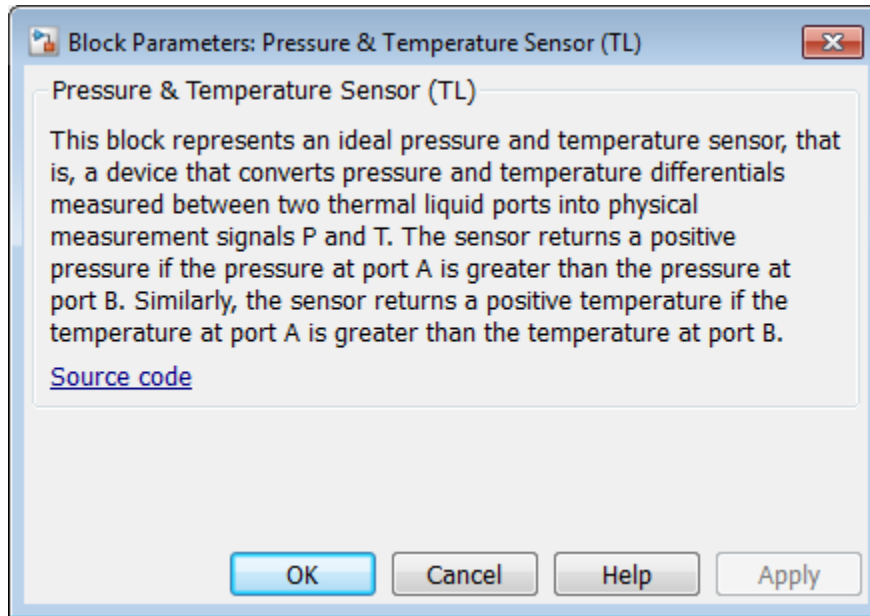 Block Parameters: Pressure & Temperature Sensor (TL)
Pressure & Temperature Sensor (TL)
This block represents an ideal pressure and temperature sensor, that
is, a device that converts pressure and temperature differentials
measured between two thermal liquid ports into physical
measurement signals P and T. The sensor returns a positive
pressure if the pressure at port A is greater than the pressure at
port B. Similarly, the sensor returns a positive temperature if the
temperature at port A is greater than the temperature at port B.
Source code
OK Cancel Help Apply